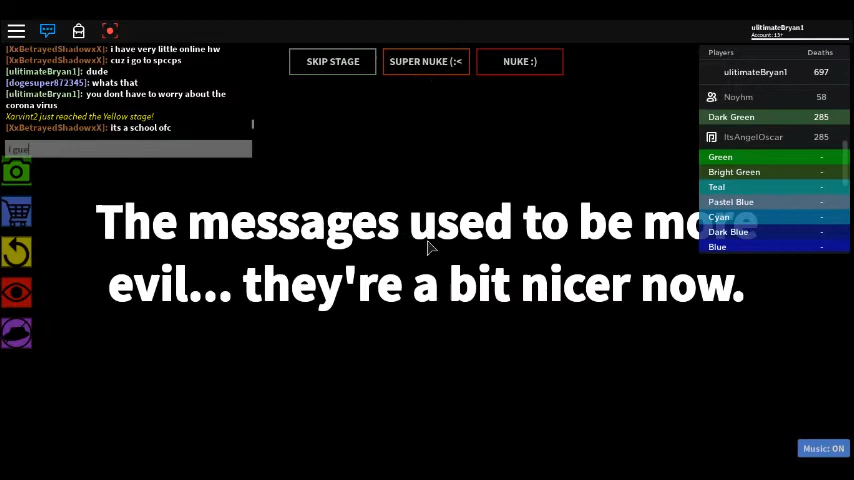 ulitimateBryan1
Account: 13+
[XxBetrayedShadowxX]: i have very little online hw
[XxBetrayedShadowxX]: cuz i go to spccps
[ulitimateBryan1]: dude
[dogesuper872345]: whats that
[ulitimateBryan1]: you dont have to worry about the
corona virus
Karvint2 just reached the Yellow stage!
[XxBetrayedShadowxX]: its a school ofc
i gue
SKIP STAGE
SUPER NUKE (:<
NUKE :)
Players Deaths
ulitimateBryan1 697
Noyhm 58
Dark Green 285
ItsAngelOscar 285
Green -
Bright Green -
Teal -
Pastel Blue -
Cyan -
Dark Blue -
Blue -
The messages used to be more
evil... they're a bit nicer now.
Music: ON